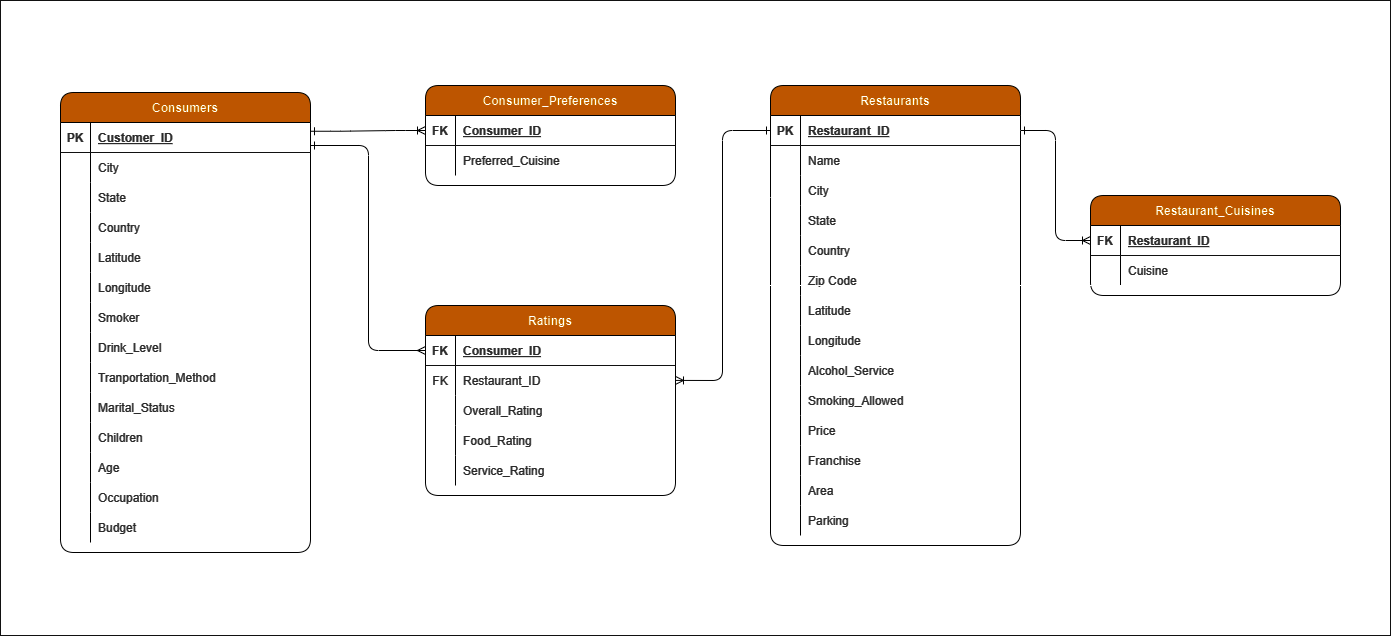 Consumers
PK Customer_ID
City
State
Country
Latitude
Longitude
Smoker
Drink_Level
Tranportation_Method
Marital_Status
Children
Age
Occupation
Budget
Consumer_Preferences
FK Consumer_ID
Preferred_Cuisine
Ratings
FK Consumer_ID
FK Restaurant_ID
Overall_Rating
Food_Rating
Service_Rating
Restaurants
PK Restaurant_ID
Name
City
State
Country
Zip Code
Latitude
Longitude
Alcohol_Service
Smoking_Allowed
Price
Franchise
Area
Parking
Restaurant_Cuisines
FK Restaurant_ID
Cuisine